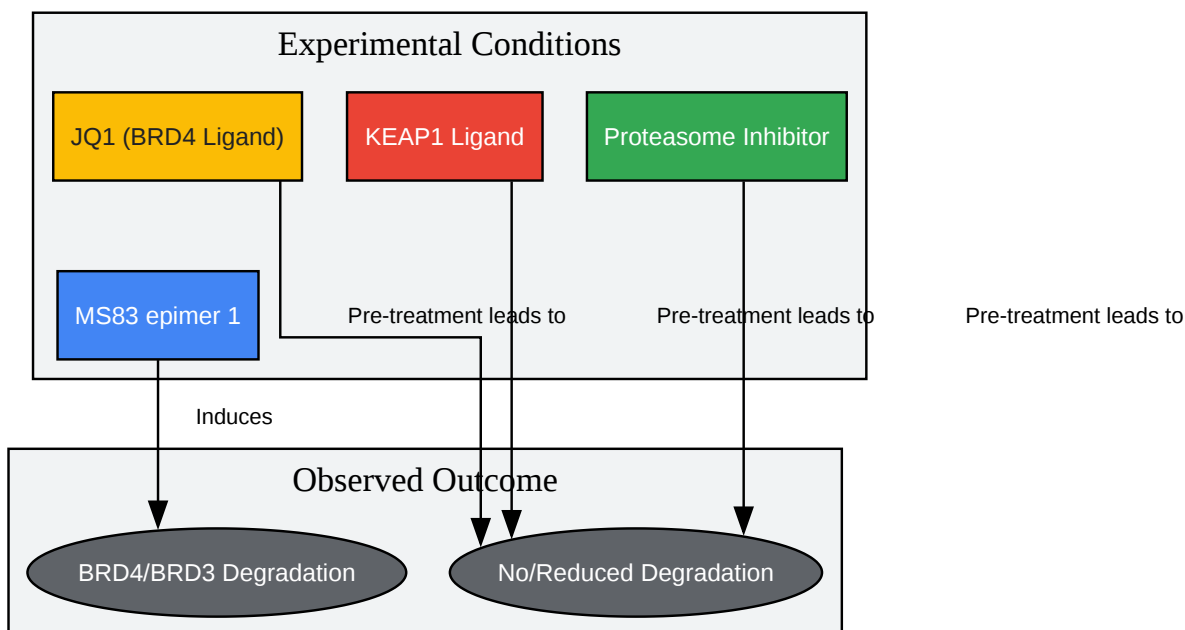 Experimental Conditions
JQ1 (BRD4 Ligand)
KEAP1 Ligand
Proteasome Inhibitor
MS83 epimer 1
Pre-treatment leads to
Pre-treatment leads to
Pre-treatment leads to
Induces
Observed Outcome
BRD4/BRD3 Degradation
No/Reduced Degradation